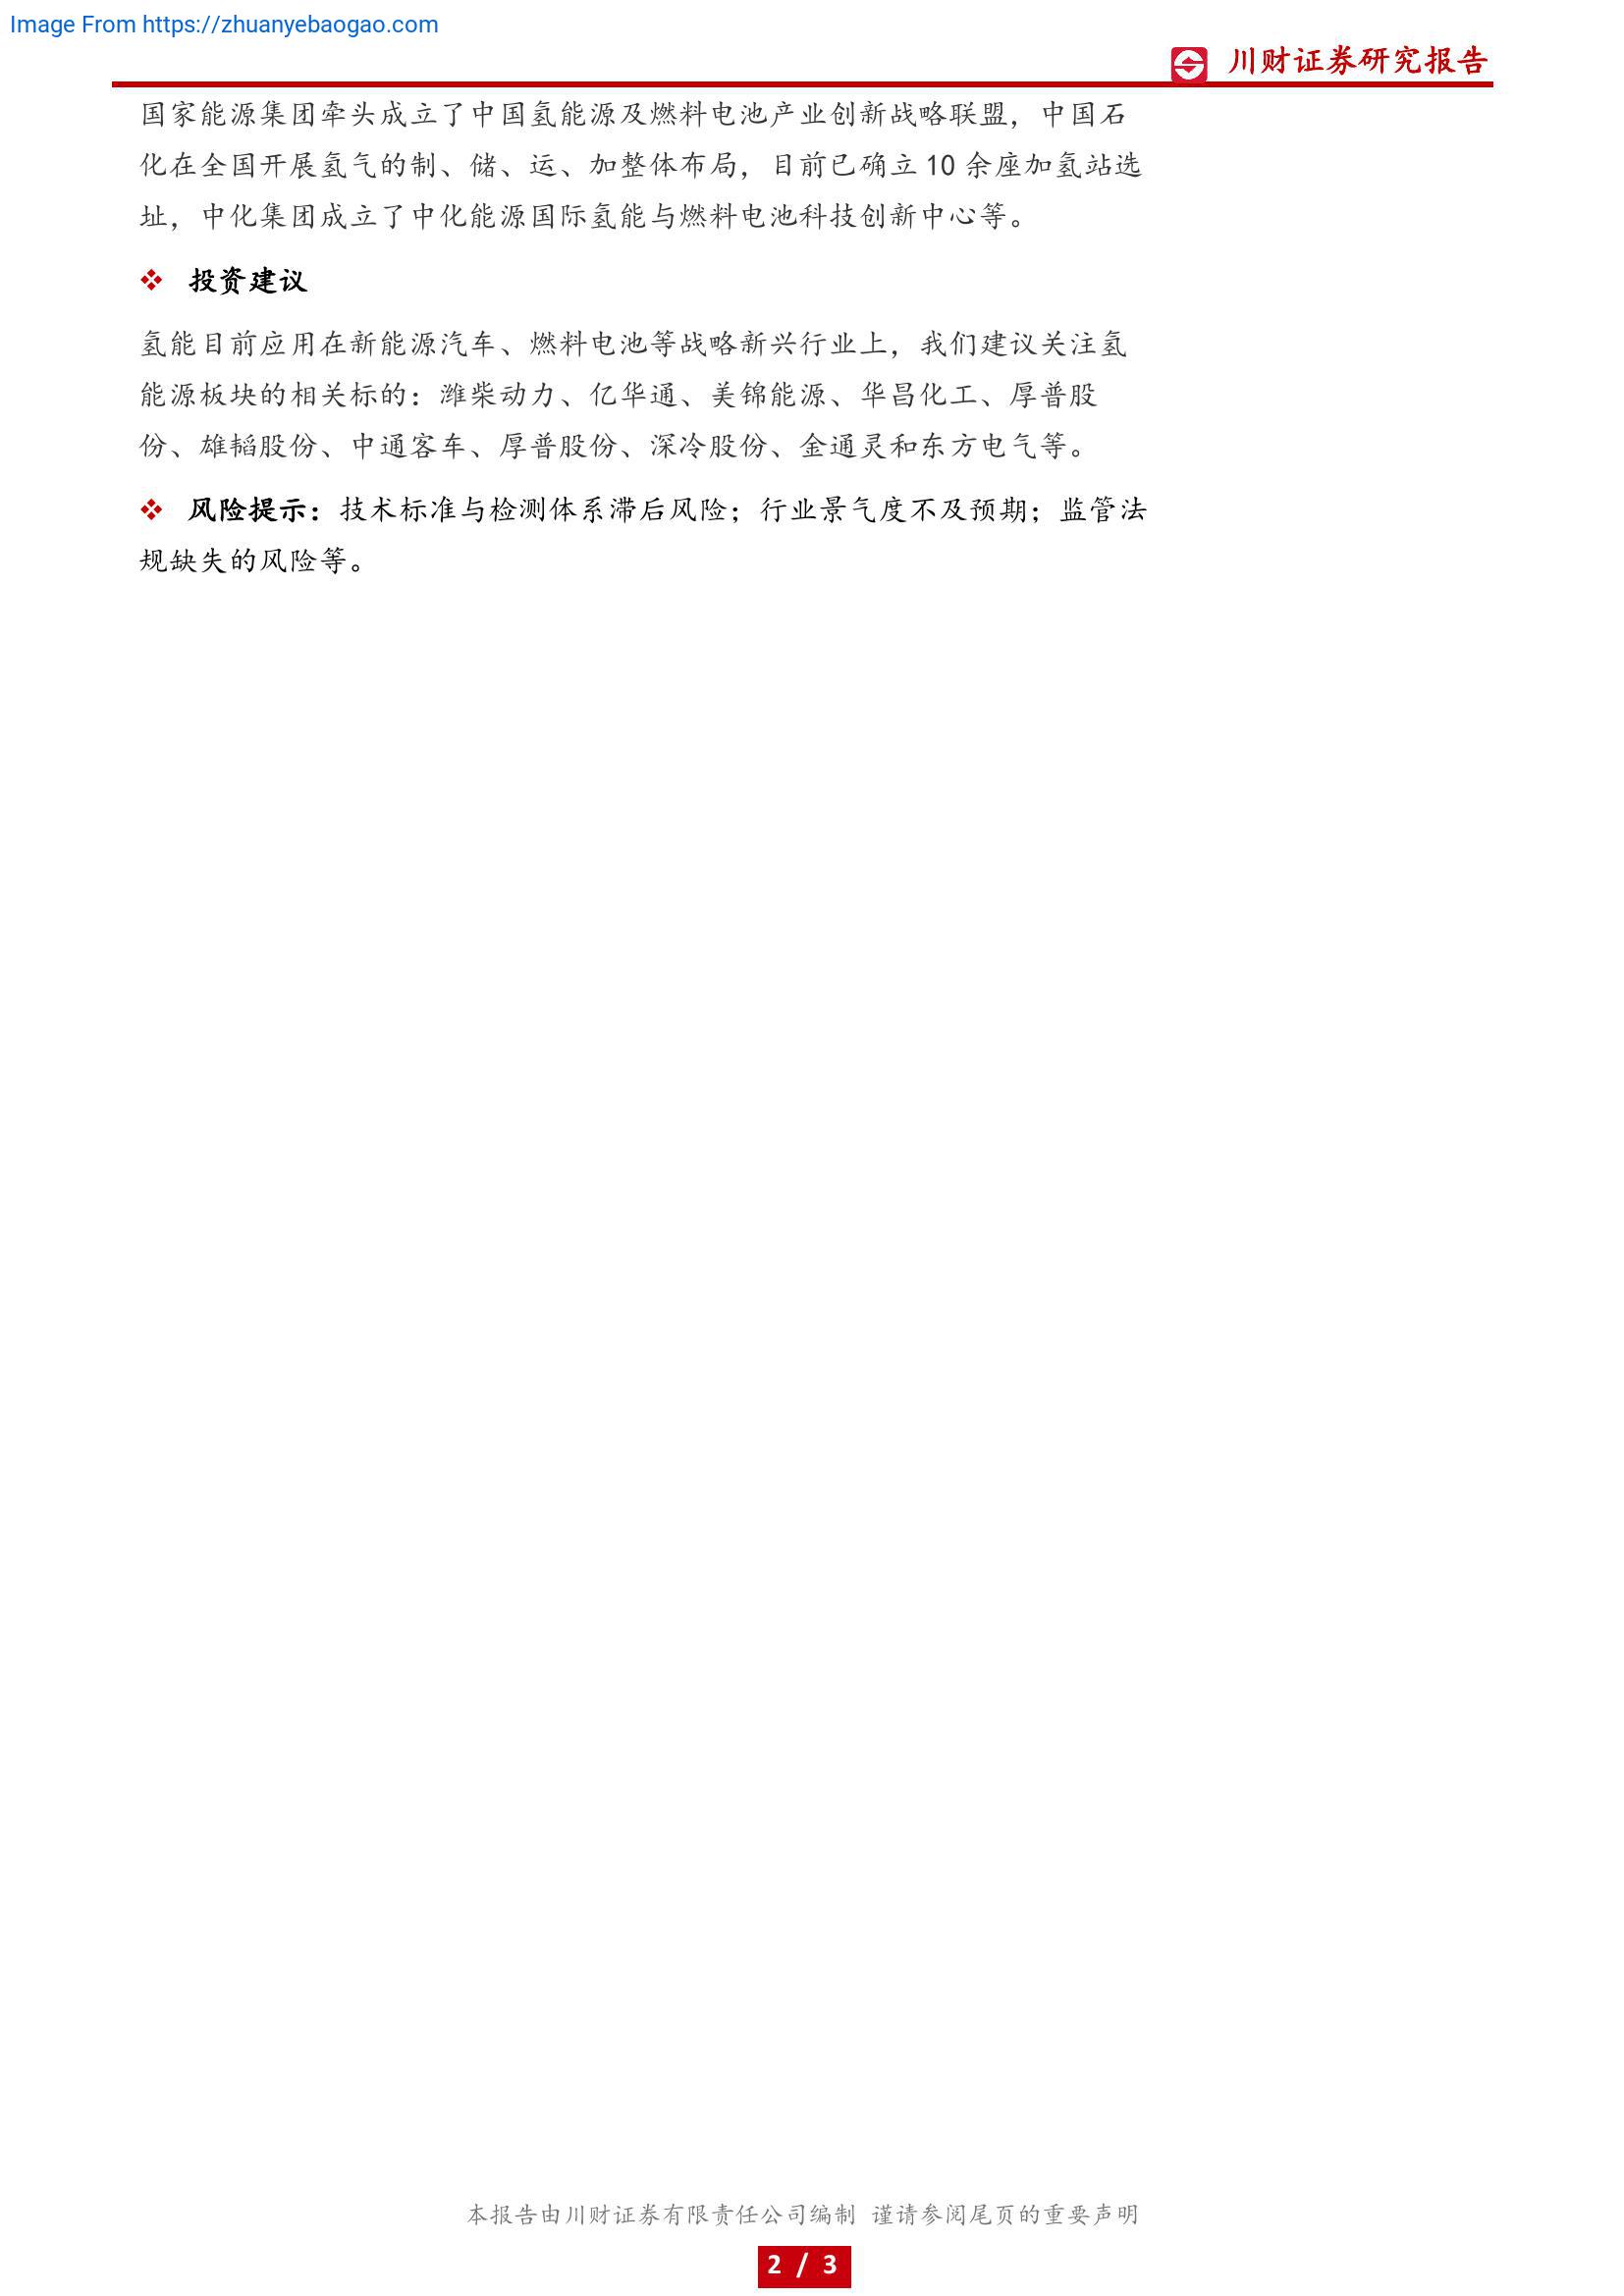 Image From https://zhuanyebaogao.com
川财证券研究报告
国家能源集团牵头成立了中国氢能源及燃料电池产业创新战略联盟，中国石
化在全国开展氢气的制、储、运、加整体布局，目前已确立 10 余座加氢站选
址，中化集团成立了中化能源国际氢能与燃料电池科技创新中心等。
❖ 投资建议
氢能目前应用在新能源汽车、燃料电池等战略新兴行业上，我们建议关注氢
能源板块的相关标的：潍柴动力、亿华通、美锦能源、华昌化工、厚普股
份、雄韬股份、中通客车、厚普股份、深冷股份、金通灵和东方电气等。
❖ 风险提示：技术标准与检测体系滞后风险；行业景气度不及预期；监管法
规缺失的风险等。
本报告由川财证券有限责任公司编制 谨请参阅尾页的重要声明
2 / 3